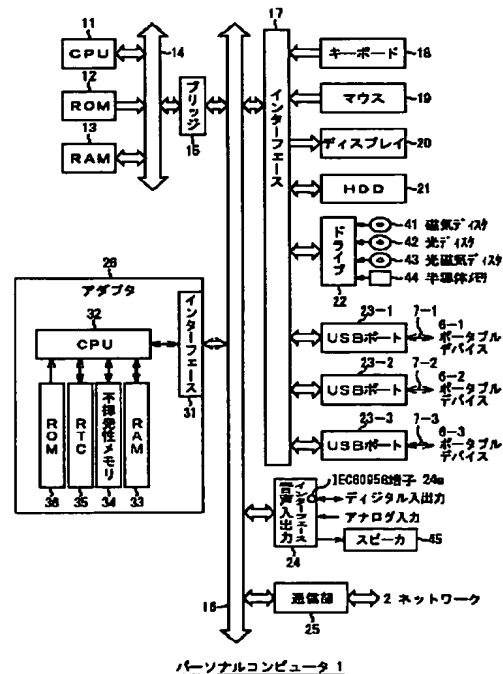 11
CPU
12
ROM
13
RAM
14
ブリッジ
15
16
17
インターフェース
キーボード
18
マウス
19
ディスプレイ
20
HDD
21
ドライブ
22
41 磁気ディスク
42 光ディスク
43 光磁気ディスク
44 半導体メモリ
23-1
USBポート
7-1
6-1
ポータブル
デバイス
23-2
USBポート
7-2
6-2
ポータブル
デバイス
23-3
USBポート
7-3
6-3
ポータブル
デバイス
26
アダプタ
32
CPU
インターフェース
31
ROM
36
RTC
35
不揮発性メモリ
34
RAM
33
IEC60958端子 24a
音声入出力
インターフェース
24
ディジタル入出力
アナログ入力
スピーカ
45
通信部
25
2 ネットワーク
パーソナルコンピュータ 1